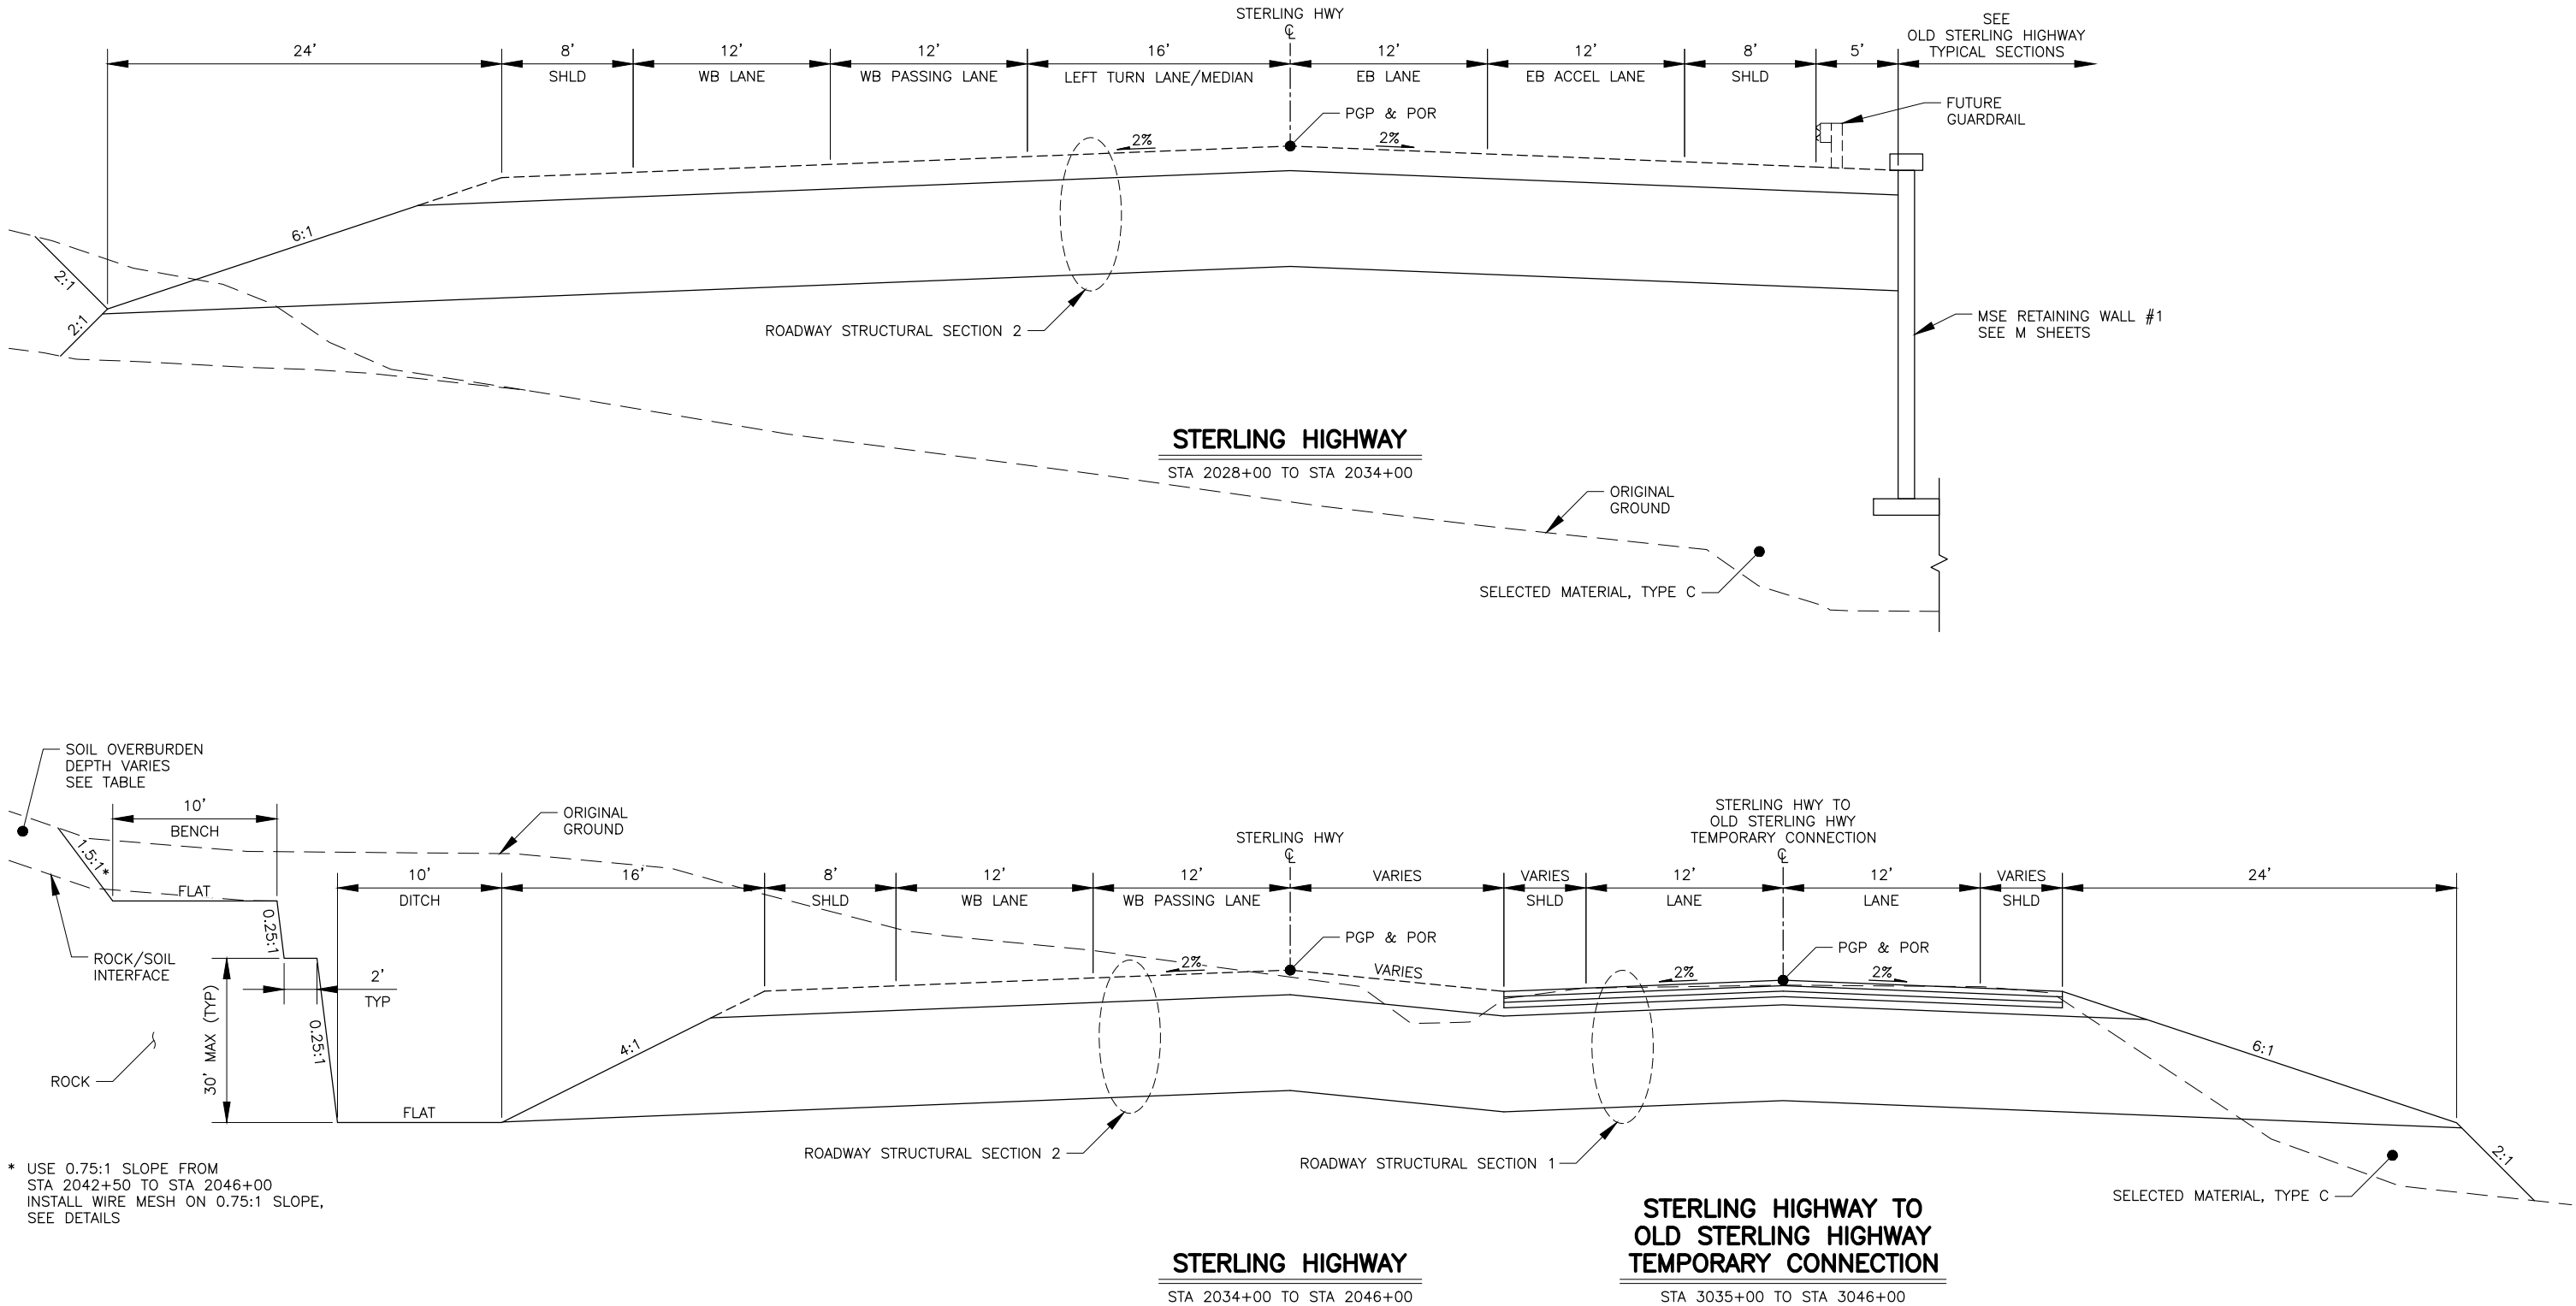 STERLING HWY
℄
SEE
OLD STERLING HIGHWAY
TYPICAL SECTIONS
24'
8'
SHLD
12'
WB LANE
12'
WB PASSING LANE
16'
LEFT TURN LANE/MEDIAN
12'
EB LANE
12'
EB ACCEL LANE
8'
SHLD
5'
FUTURE
GUARDRAIL
PGP & POR
2%
2%
6:1
2:1
2:1
ROADWAY STRUCTURAL SECTION 2
MSE RETAINING WALL #1
SEE M SHEETS
STERLING HIGHWAY
STA 2028+00 TO STA 2034+00
ORIGINAL
GROUND
SELECTED MATERIAL, TYPE C
SOIL OVERBURDEN
DEPTH VARIES
SEE TABLE
10'
BENCH
ORIGINAL
GROUND
STERLING HWY
℄
STERLING HWY TO
OLD STERLING HWY
TEMPORARY CONNECTION
℄
1.5:1*
FLAT
10'
DITCH
16'
8'
SHLD
12'
WB LANE
12'
WB PASSING LANE
VARIES
VARIES
SHLD
12'
LANE
12'
LANE
VARIES
SHLD
24'
0.25:1
ROCK/SOIL
INTERFACE
2'
TYP
PGP & POR
PGP & POR
2%
VARIES
2%
2%
30' MAX (TYP)
0.25:1
4:1
6:1
ROCK
FLAT
2:1
ROADWAY STRUCTURAL SECTION 2
ROADWAY STRUCTURAL SECTION 1
SELECTED MATERIAL, TYPE C
* USE 0.75:1 SLOPE FROM
STA 2042+50 TO STA 2046+00
INSTALL WIRE MESH ON 0.75:1 SLOPE,
SEE DETAILS
STERLING HIGHWAY
STA 2034+00 TO STA 2046+00
STERLING HIGHWAY TO
OLD STERLING HIGHWAY
TEMPORARY CONNECTION
STA 3035+00 TO STA 3046+00